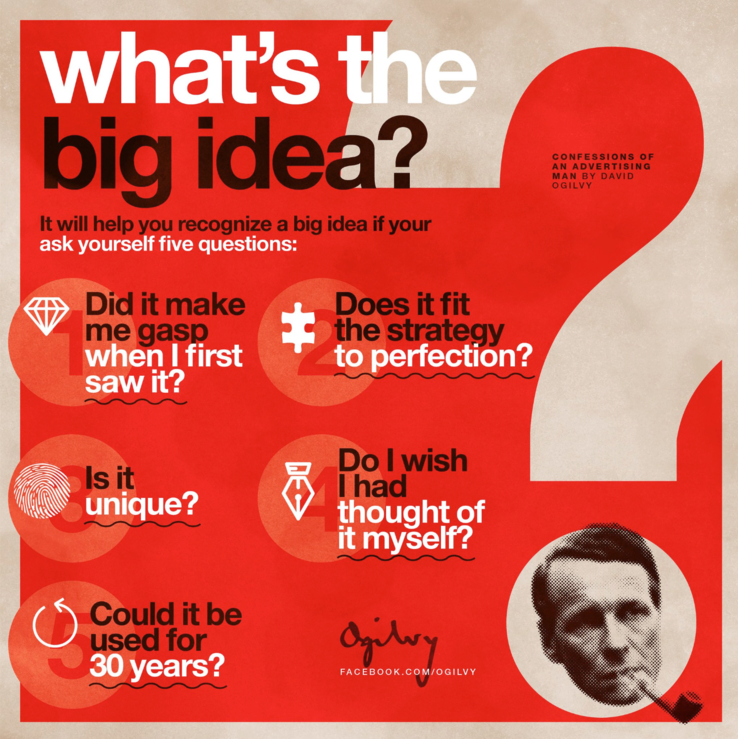 what's the
big idea?
CONFESSIONS OF
AN ADVERTISING
MAN BY DAVID
OGILVY
It will help you recognize a big idea if your
ask yourself five questions:
1
Did it make
me gasp
when I first
saw it?
2
Does it fit
the strategy
to perfection?
3
Is it
unique?
4
Do I wish
I had
thought of
it myself?
5
Could it be
used for
30 years?
Ogilvy
FACEBOOK.COM/OGILVY